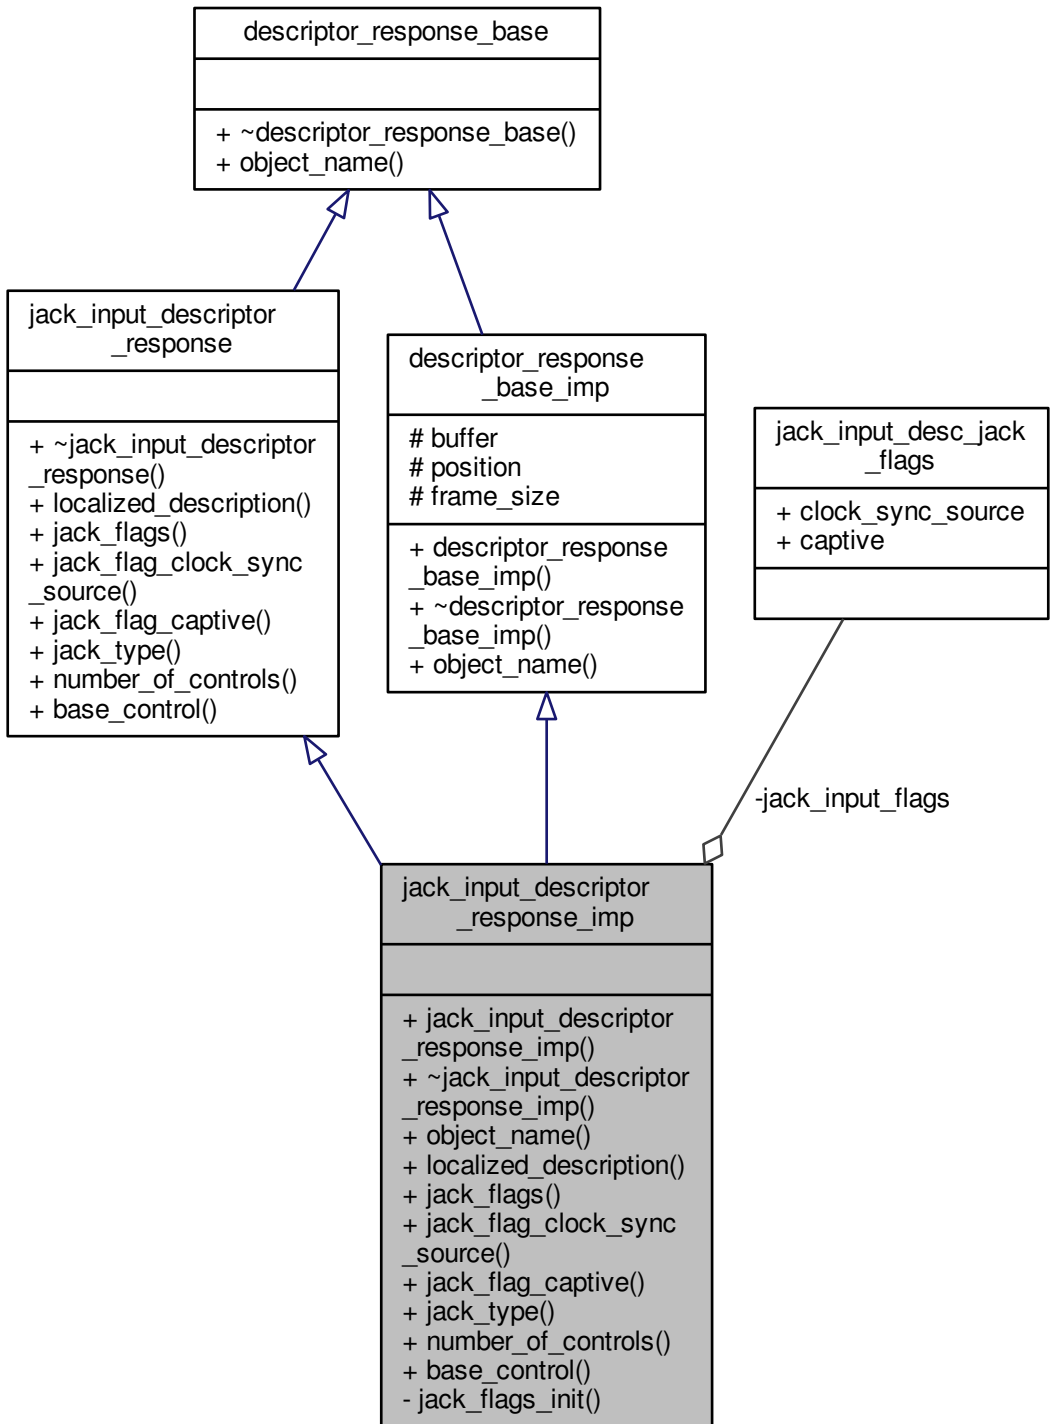 descriptor_response_base
+ ~descriptor_response_base()
+ object_name()
jack_input_descriptor
_response
+ ~jack_input_descriptor
_response()
+ localized_description()
+ jack_flags()
+ jack_flag_clock_sync
_source()
+ jack_flag_captive()
+ jack_type()
+ number_of_controls()
+ base_control()
descriptor_response
_base_imp
# buffer
# position
# frame_size
+ descriptor_response
_base_imp()
+ ~descriptor_response
_base_imp()
+ object_name()
jack_input_desc_jack
_flags
+ clock_sync_source
+ captive
-jack_input_flags
jack_input_descriptor
_response_imp
+ jack_input_descriptor
_response_imp()
+ ~jack_input_descriptor
_response_imp()
+ object_name()
+ localized_description()
+ jack_flags()
+ jack_flag_clock_sync
_source()
+ jack_flag_captive()
+ jack_type()
+ number_of_controls()
+ base_control()
- jack_flags_init()